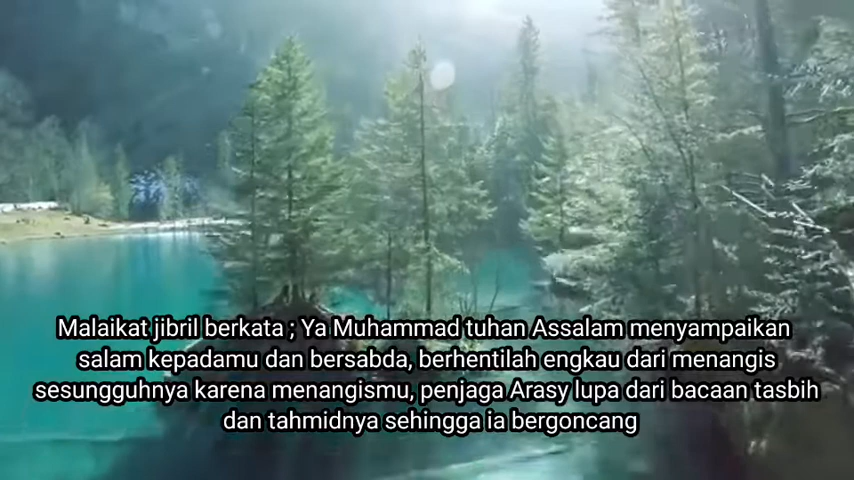 Malaikat jibril berkata ; Ya Muhammad tuhan Assalam menyampaikan
salam kepadamu dan bersabda, berhentilah engkau dari menangis
sesungguhnya karena menangismu, penjaga Arasy lupa dari bacaan tasbih
dan tahmidnya sehingga ia bergoncang